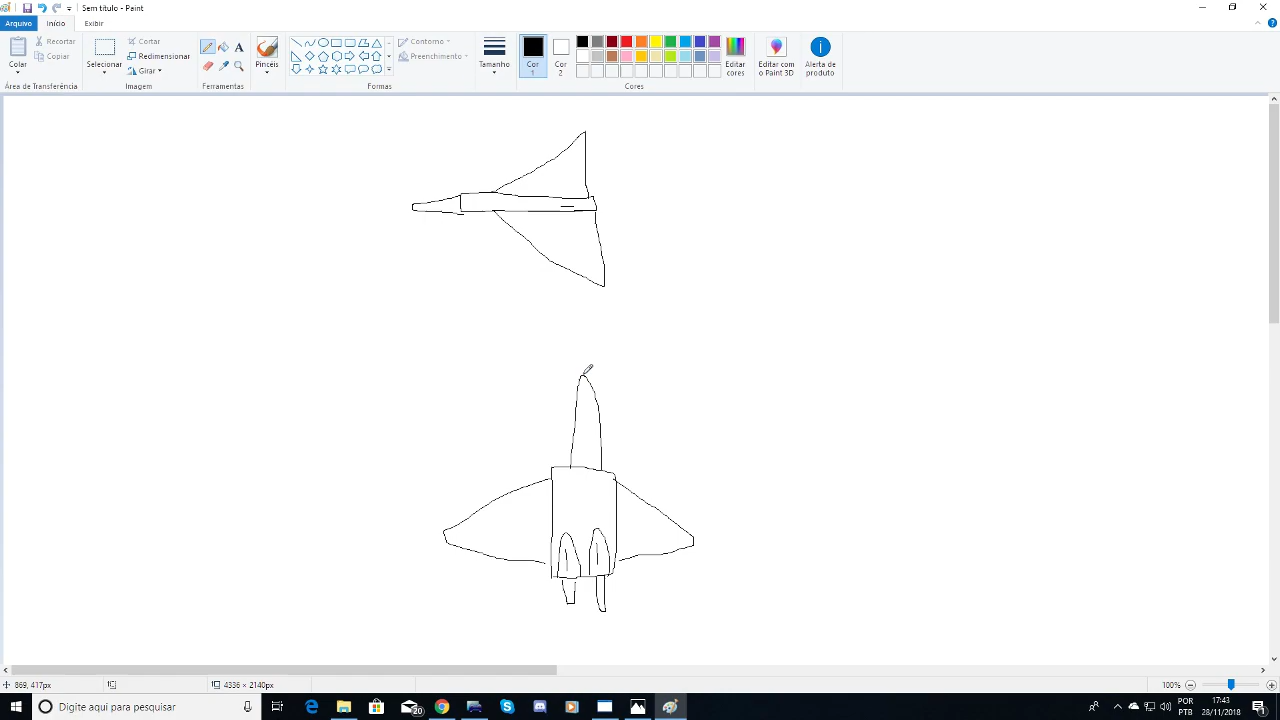 Sem título - Paint
Arquivo Início Exibir
Colar
Recortar
Copiar
Área de Transferência
Selecionar
Cortar
Redimensionar
Girar
Imagem
A
Ferramentas
Pincéis
Formas
Contorno
Preenchimento
Tamanho
Cor 1
Cor 2
Cores
Editar cores
Editar com o Paint 3D
Alerta de produto
869, 417px
4336 × 2140px
100%
Digite aqui para pesquisar
20
POR
PTB
17:43
28/11/2018